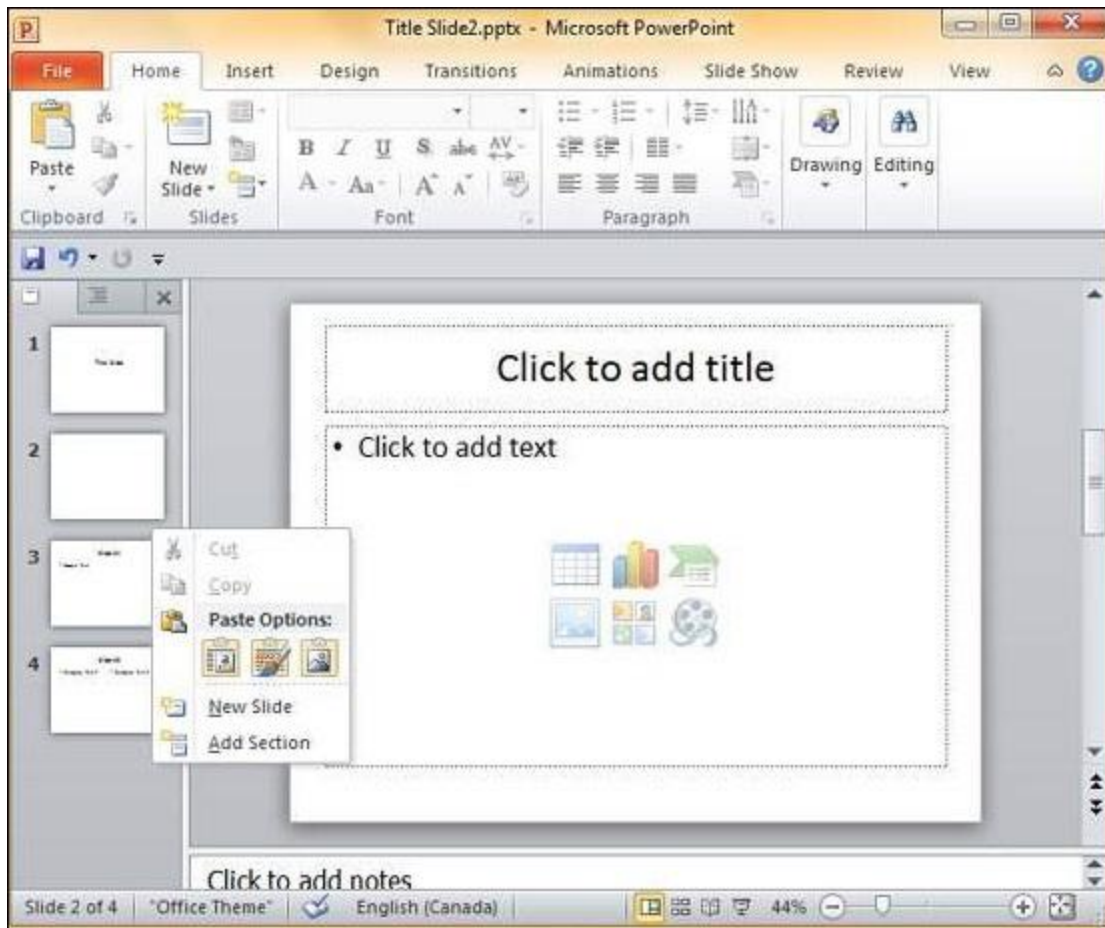 Title Slide2.pptx - Microsoft PowerPoint
File Home Insert Design Transitions Animations Slide Show Review View
Paste
New Slide
B I U S abc AV
A Aa A A
Drawing Editing
Clipboard Slides Font Paragraph
1
2
3
4
Click to add title
• Click to add text
Cut
Copy
Paste Options:
New Slide
Add Section
Click to add notes
Slide 2 of 4 "Office Theme" English (Canada) 44%